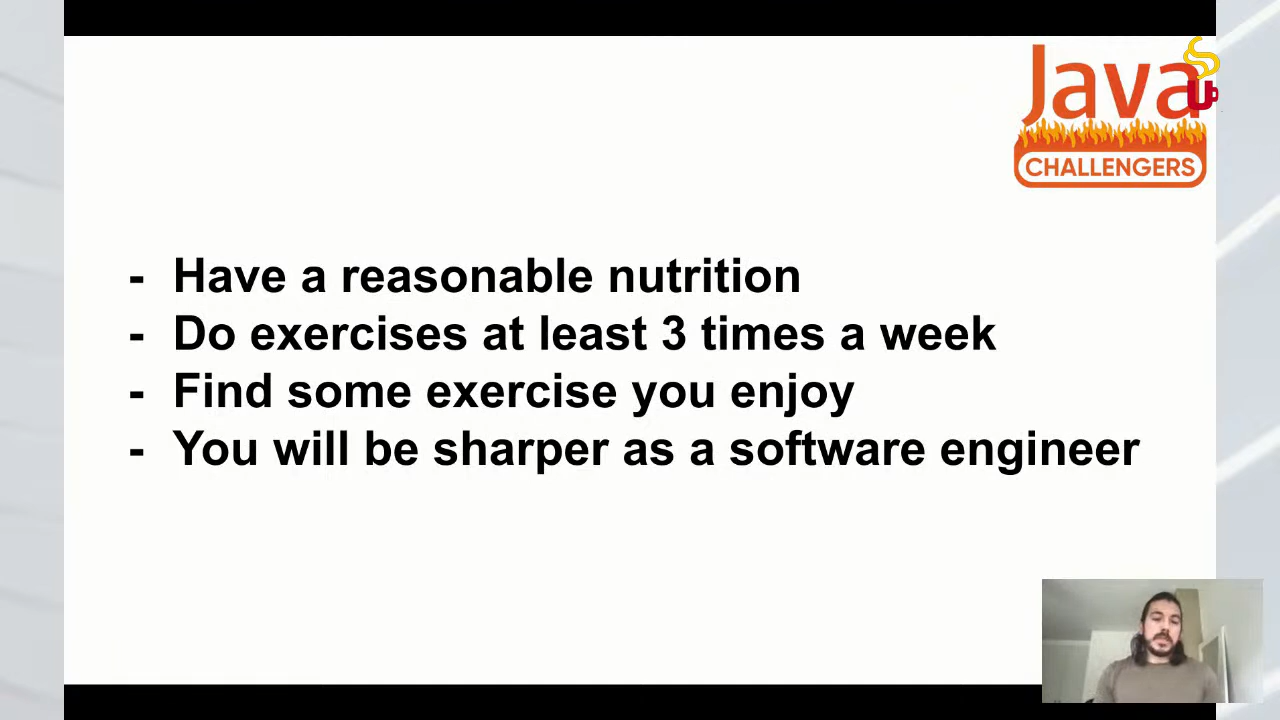 Java
CHALLENGERS
- Have a reasonable nutrition
- Do exercises at least 3 times a week
- Find some exercise you enjoy
- You will be sharper as a software engineer